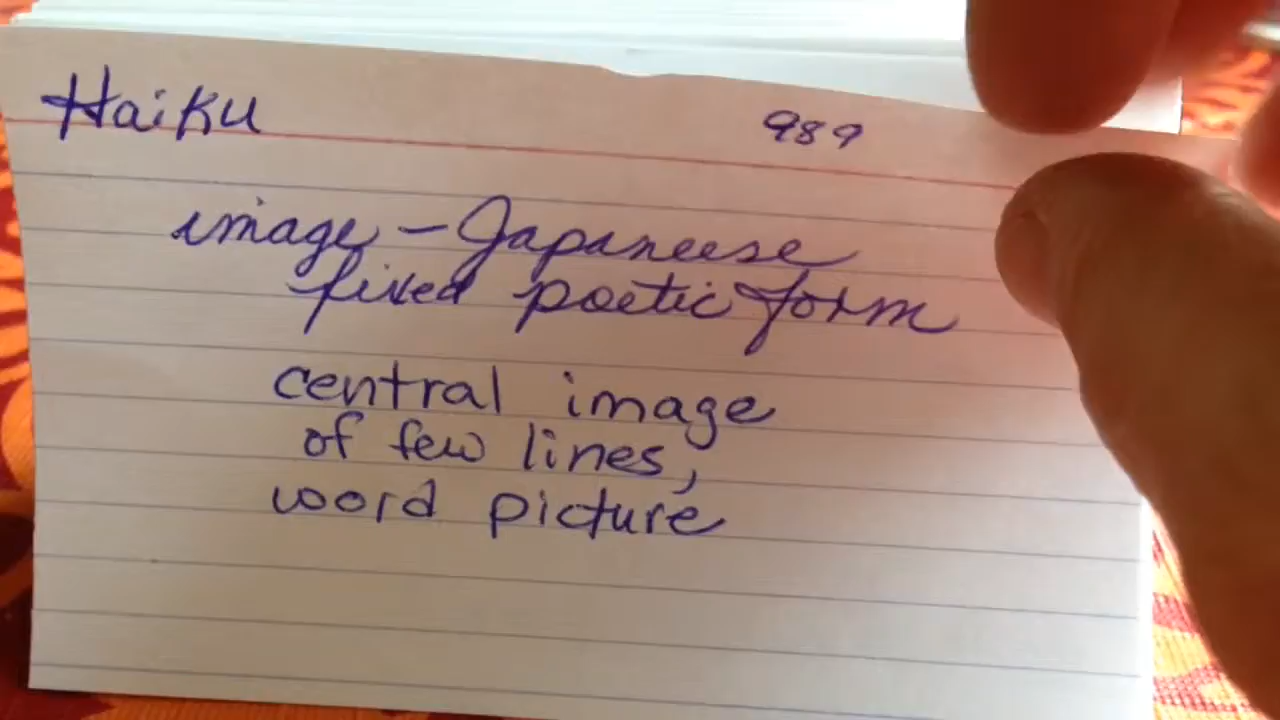 Haiku 989
image - Japaneese
fixed poetic form
central image
of few lines,
word picture